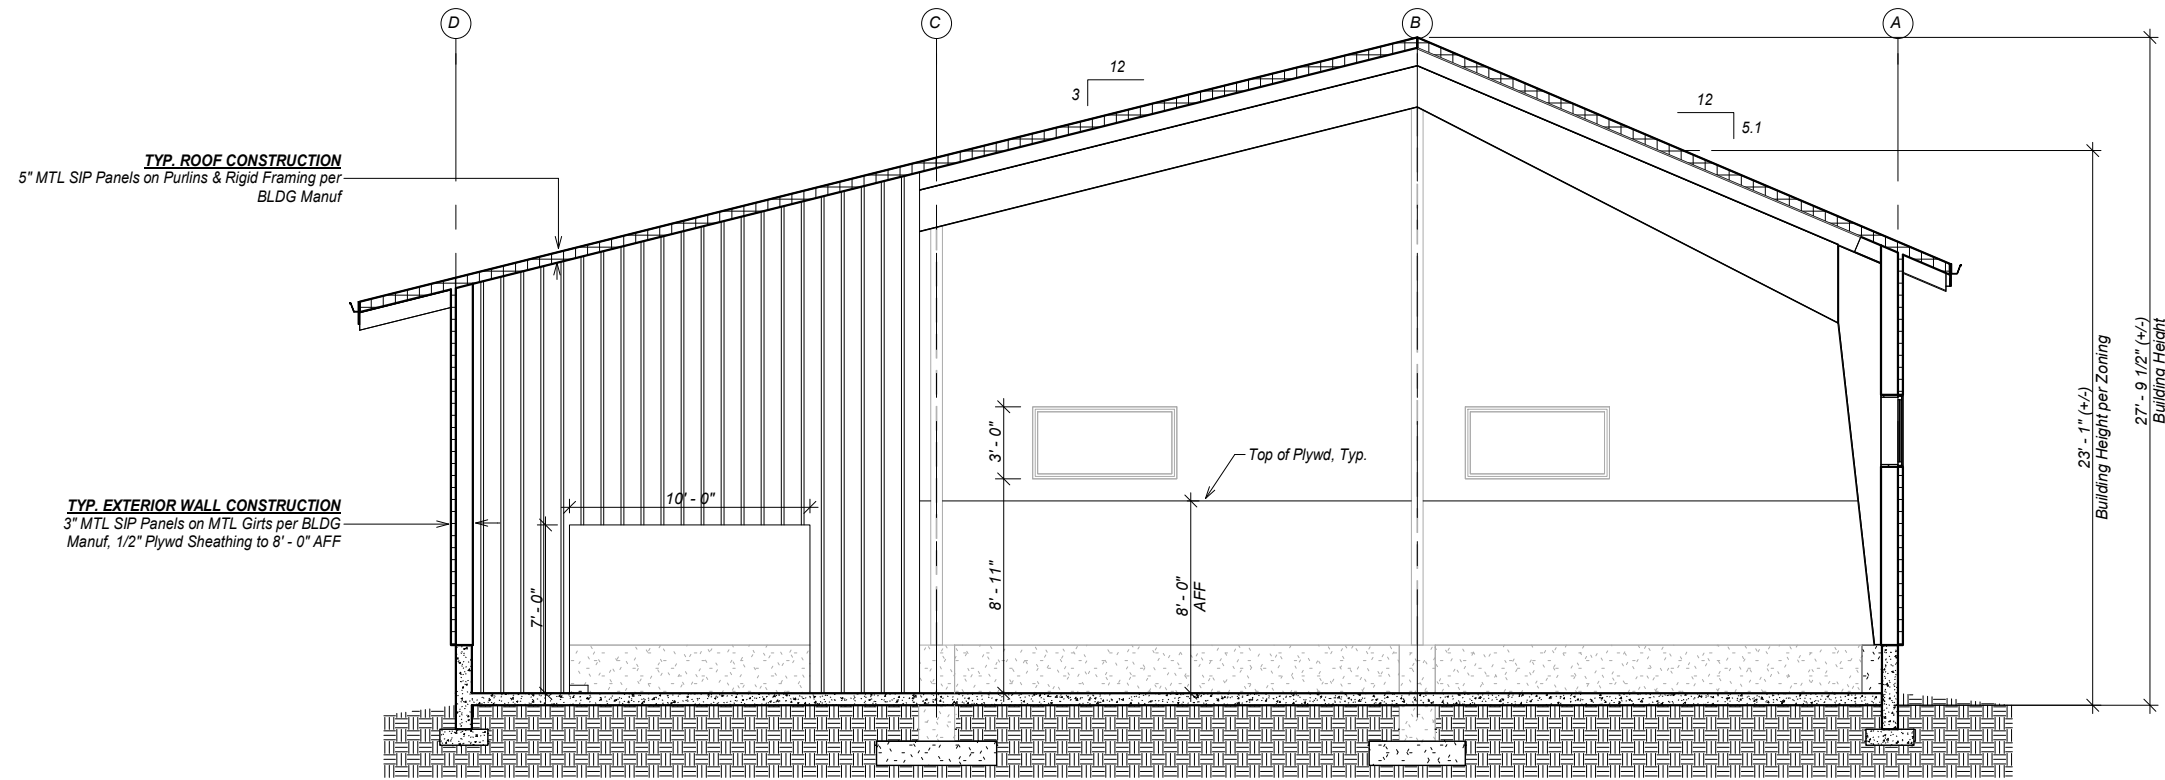 D
C
B
A
12
3
12
5.1
TYP. ROOF CONSTRUCTION
5" MTL SIP Panels on Purlins & Rigid Framing per
BLDG Manuf
TYP. EXTERIOR WALL CONSTRUCTION
3" MTL SIP Panels on MTL Girts per BLDG
Manuf, 1/2" Plywd Sheathing to 8' - 0" AFF
10' - 0"
7' - 0"
3' - 0"
8' - 11"
Top of Plywd, Typ.
8' - 0"
AFF
23' - 1" (+/-)
Building Height per Zoning
27' - 9 1/2" (+/-)
Building Height